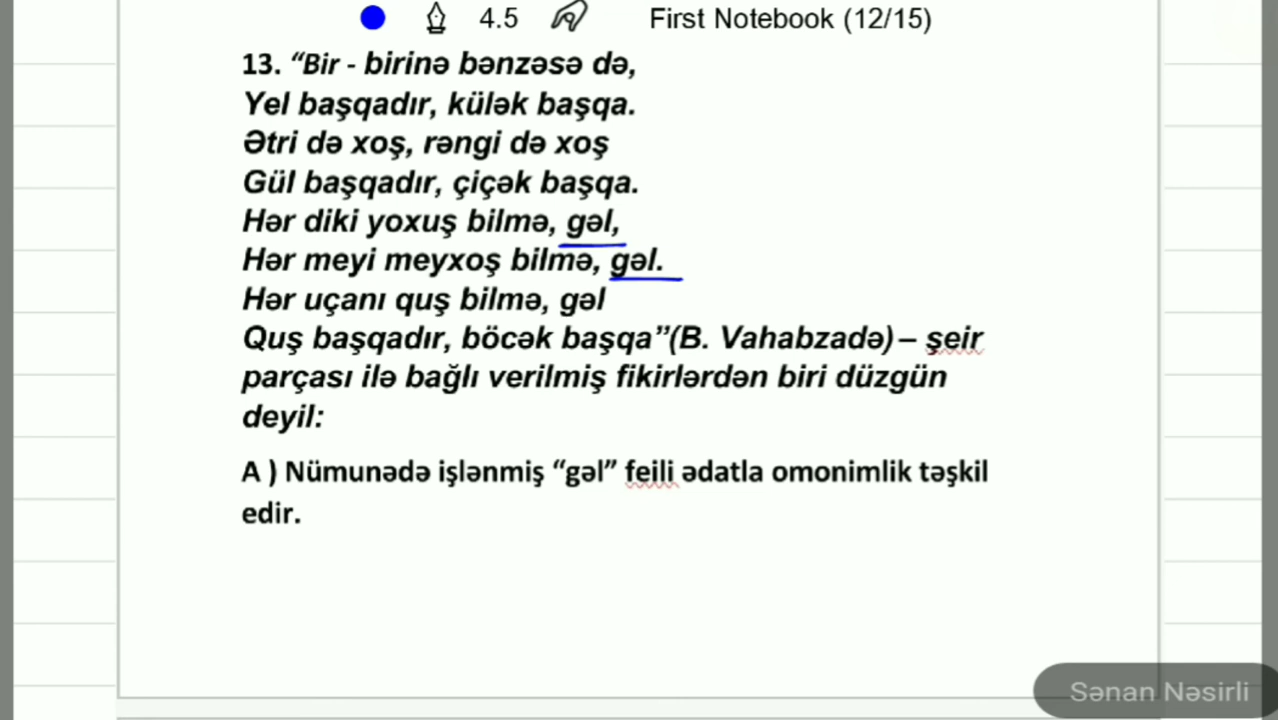 4.5 First Notebook (12/15)
13. “Bir - birinə bənzəsə də,
Yel başqadır, külək başqa.
Ətri də xoş, rəngi də xoş
Gül başqadır, çiçək başqa.
Hər diki yoxuş bilmə, gəl,
Hər meyi meyxoş bilmə, gəl.
Hər uçanı quş bilmə, gəl
Quş başqadır, böcək başqa”(B. Vahabzadə) – şeir
parçası ilə bağlı verilmiş fikirlərdən biri düzgün
deyil:
A ) Nümunədə işlənmiş “gəl” feili ədatla omonimlik təşkil
edir.
Sənan Nəsirli